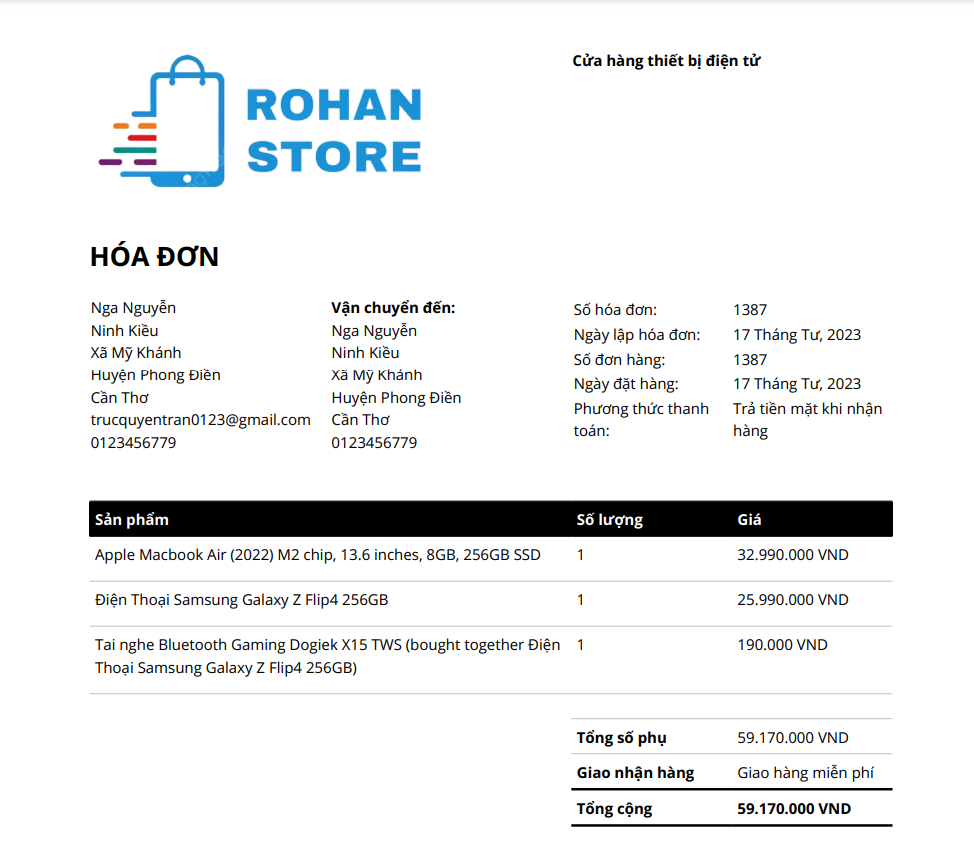 ROHAN
STORE
Cửa hàng thiết bị điện tử
HÓA ĐƠN
Nga Nguyễn
Ninh Kiều
Xã Mỹ Khánh
Huyện Phong Điền
Cần Thơ
trucquyentran0123@gmail.com
0123456779
Vận chuyển đến:
Nga Nguyễn
Ninh Kiều
Xã Mỹ Khánh
Huyện Phong Điền
Cần Thơ
0123456779
Số hóa đơn: 1387
Ngày lập hóa đơn: 17 Tháng Tư, 2023
Số đơn hàng: 1387
Ngày đặt hàng: 17 Tháng Tư, 2023
Phương thức thanh Trả tiền mặt khi nhận
toán: hàng
Sản phẩm Số lượng Giá
Apple Macbook Air (2022) M2 chip, 13.6 inches, 8GB, 256GB SSD 1 32.990.000 VND
Điện Thoại Samsung Galaxy Z Flip4 256GB 1 25.990.000 VND
Tai nghe Bluetooth Gaming Dogiek X15 TWS (bought together Điện 1 190.000 VND
Thoại Samsung Galaxy Z Flip4 256GB)
Tổng số phụ 59.170.000 VND
Giao nhận hàng Giao hàng miễn phí
Tổng cộng 59.170.000 VND